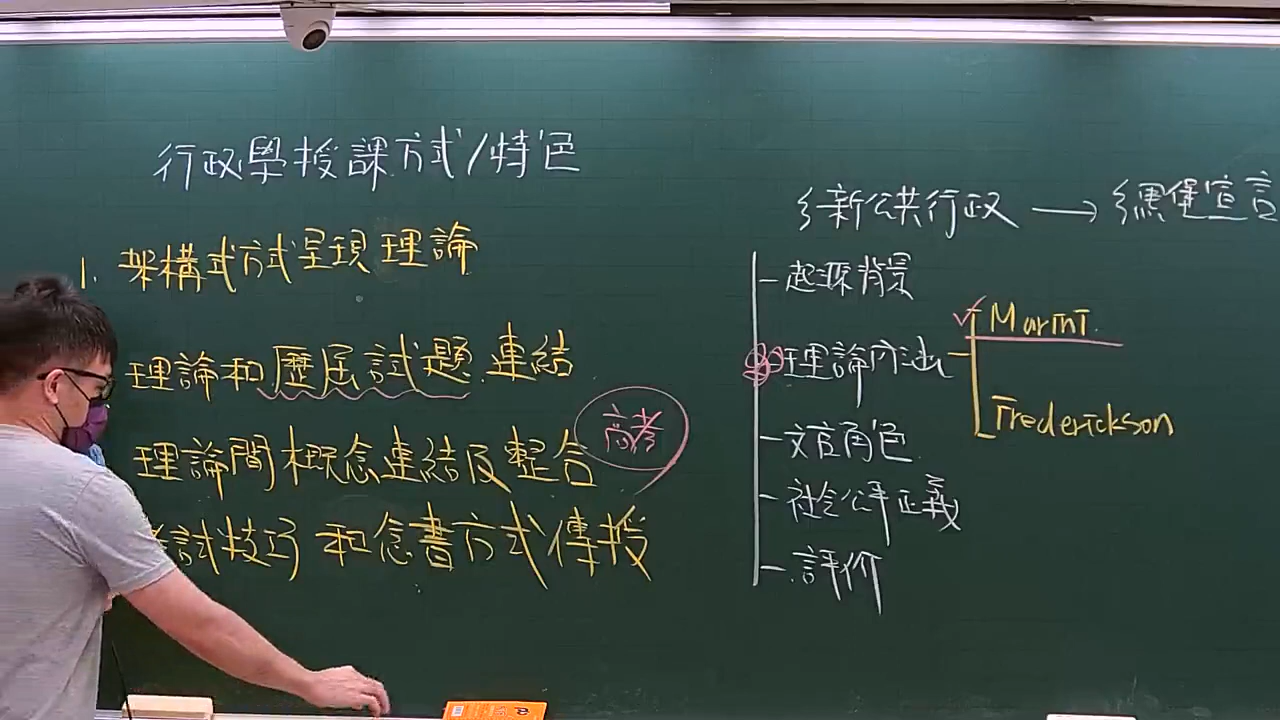 行政學授課方式/特色
1. 架構式方式呈現理論
理論和歷屆試題連結
理論間概念連結及整合
高考
試技巧和念書方式傳授
新公共行政 → 黑堡宣言
起源背景
理論內涵
Marini
Frederickson
文官角色
社會公平正義
評價